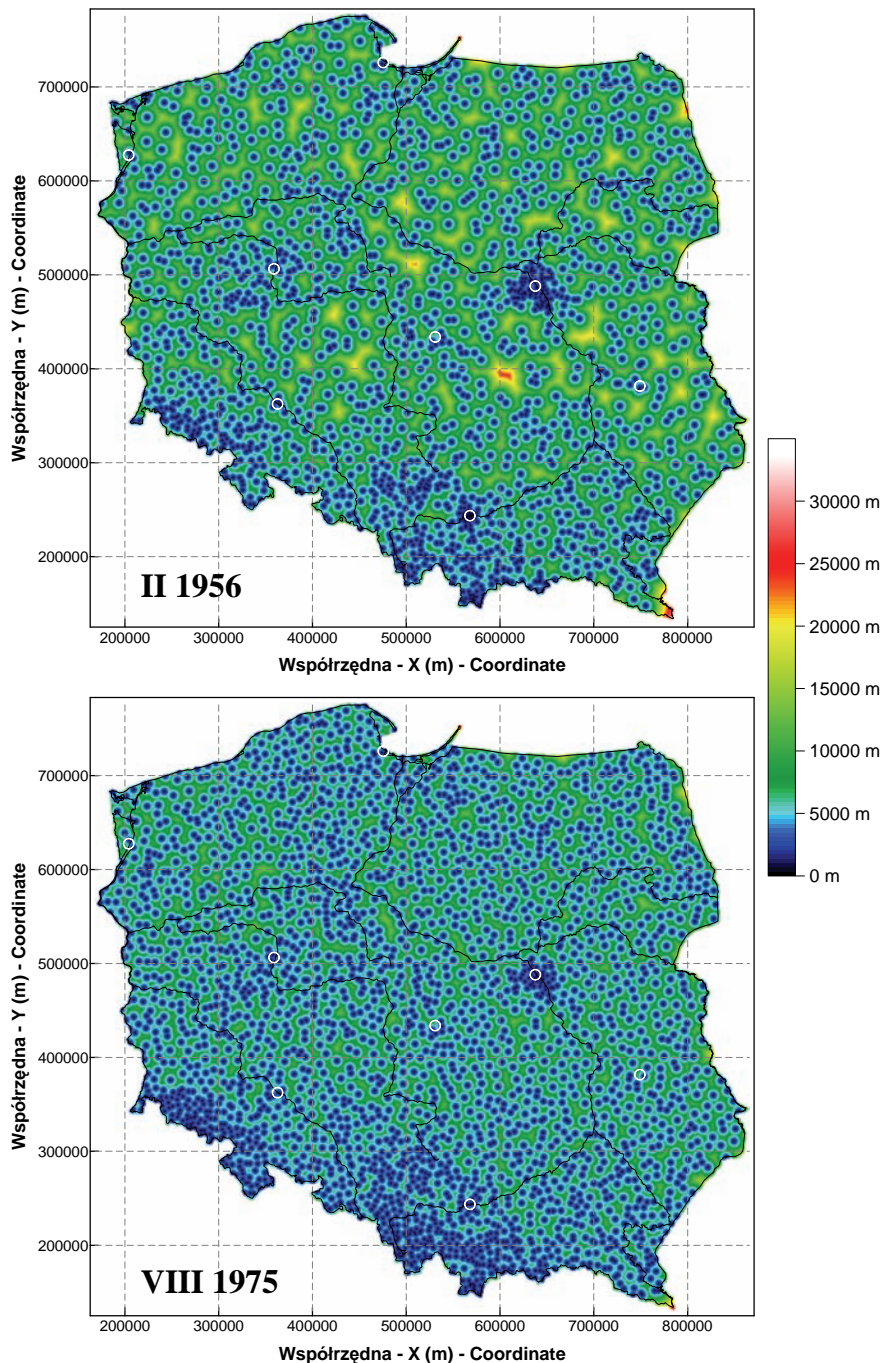 700000
600000
500000
400000
300000
200000
Współrzędna - Y (m) - Coordinate
II 1956
200000 300000 400000 500000 600000 700000 800000
Współrzędna - X (m) - Coordinate
30000 m
25000 m
20000 m
15000 m
10000 m
5000 m
0 m
700000
600000
500000
400000
300000
200000
Współrzędna - Y (m) - Coordinate
VIII 1975
200000 300000 400000 500000 600000 700000 800000
Współrzędna - X (m) - Coordinate